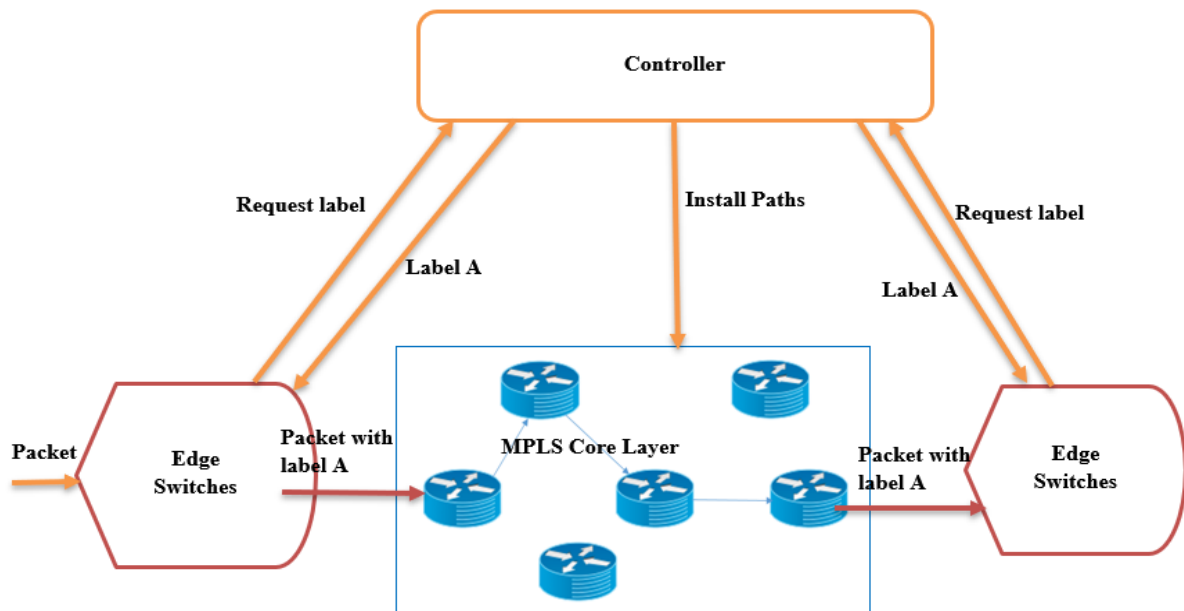 Controller
Request label
Install Paths
Request label
Label A
Label A
Packet
Edge
Switches
Packet with
label A
MPLS Core Layer
Packet with
label A
Edge
Switches